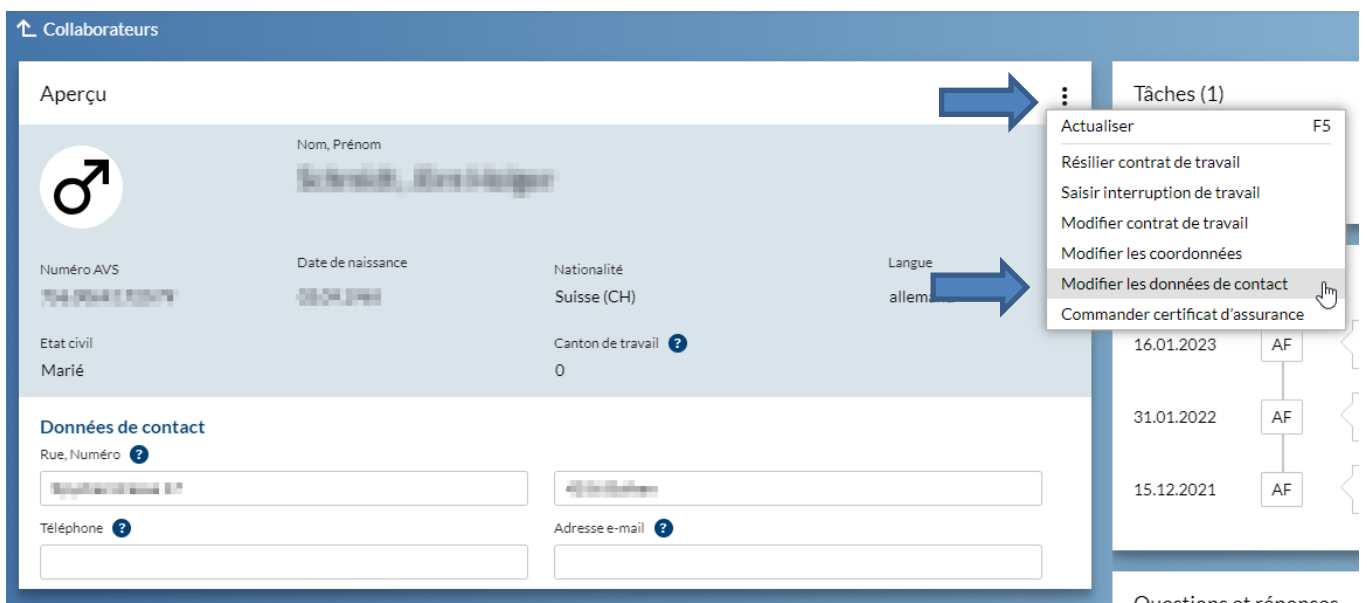 Collaborateurs
Aperçu
Nom, Prénom
Numéro AVS
Date de naissance
Nationalité
Langue
Suisse (CH)
Etat civil
Canton de travail ?
Marié
0
Données de contact
Rue, Numéro ?
Téléphone ?
Adresse e-mail ?
Tâches (1)
Actualiser F5
Résilier contrat de travail
Saisir interruption de travail
Modifier contrat de travail
Modifier les coordonnées
Modifier les données de contact
Commander certificat d'assurance
16.01.2023 AF
31.01.2022 AF
15.12.2021 AF
Questions et réponses